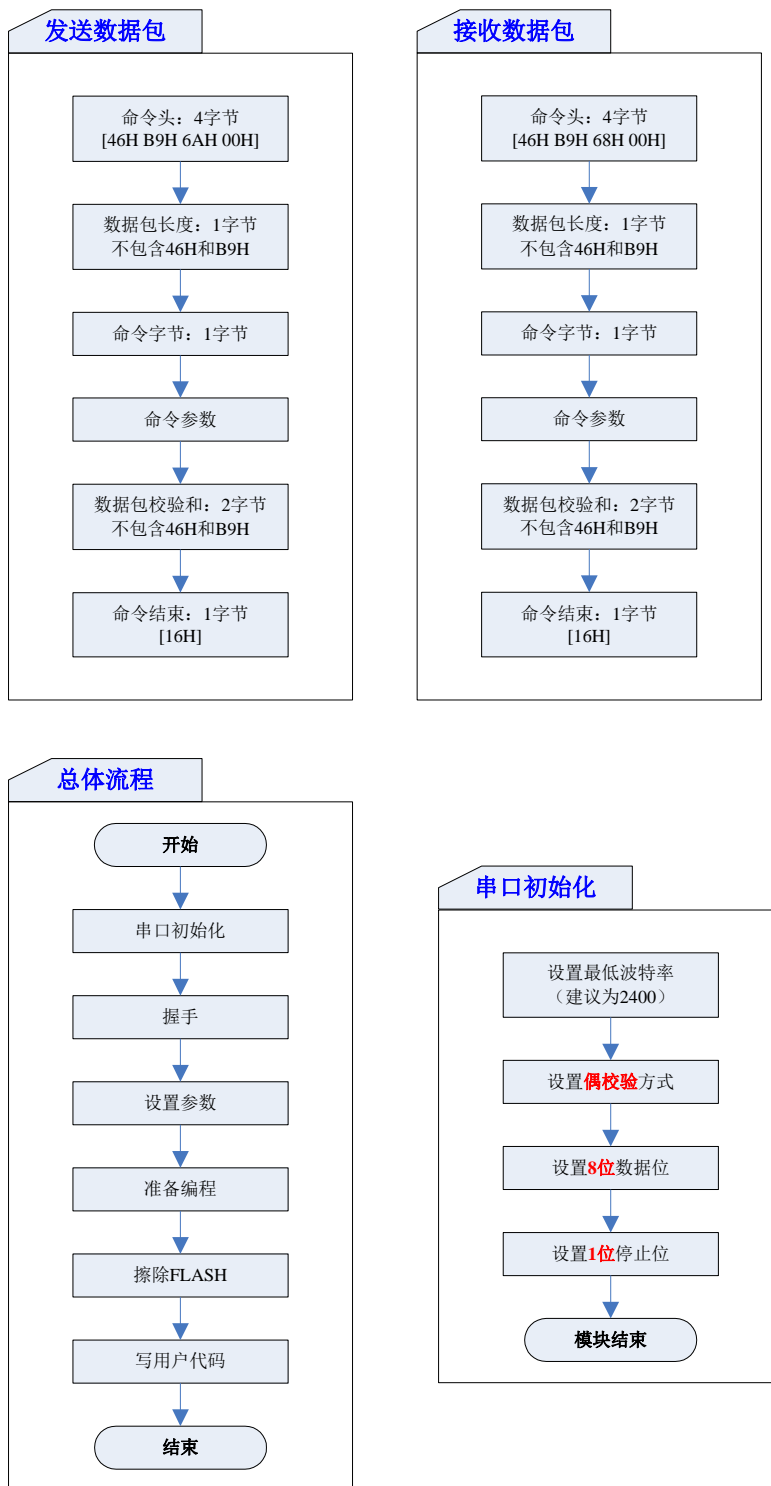 发送数据包
命令头：4字节
[46H B9H 6AH 00H]
数据包长度：1字节
不包含46H和B9H
命令字节：1字节
命令参数
数据包校验和：2字节
不包含46H和B9H
命令结束：1字节
[16H]
接收数据包
命令头：4字节
[46H B9H 68H 00H]
数据包长度：1字节
不包含46H和B9H
命令字节：1字节
命令参数
数据包校验和：2字节
不包含46H和B9H
命令结束：1字节
[16H]
总体流程
开始
串口初始化
握手
设置参数
准备编程
擦除FLASH
写用户代码
结束
串口初始化
设置最低波特率
（建议为2400）
设置偶校验方式
设置8位数据位
设置1位停止位
模块结束